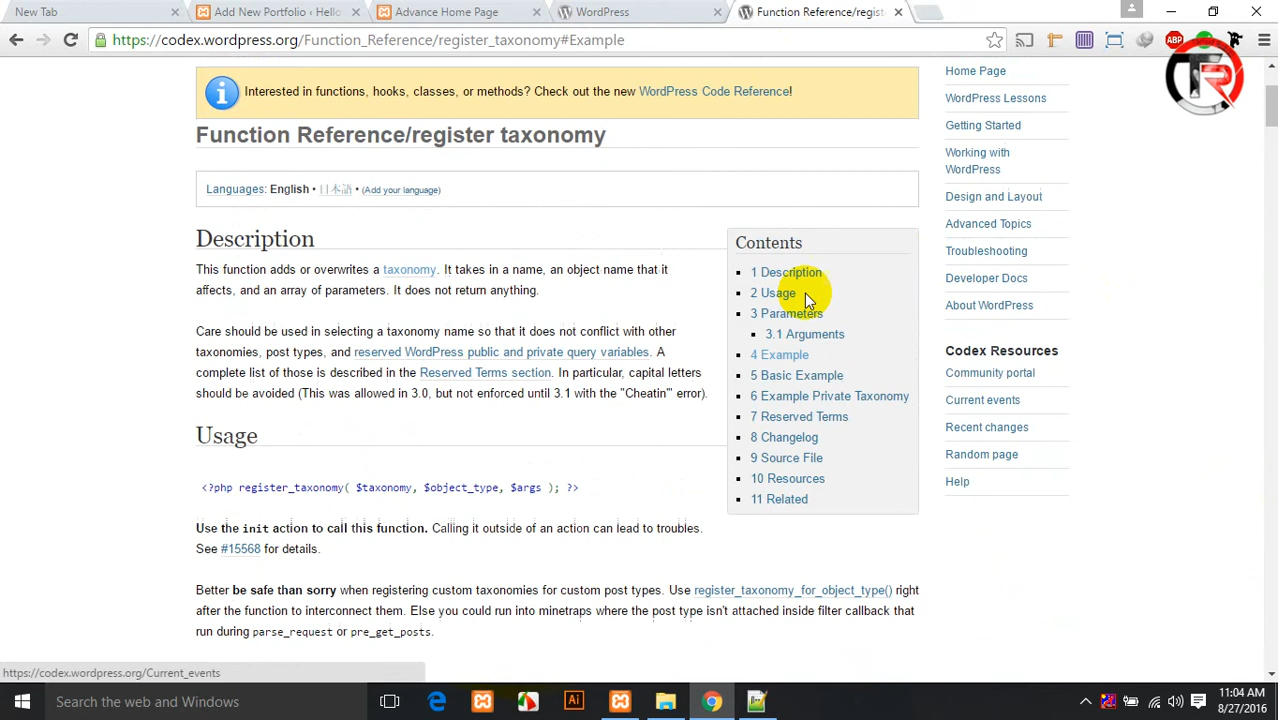 New Tab
Add New Portfolio ‹ Hello
Advance Home Page
WordPress
Function Reference/regist
https://codex.wordpress.org/Function_Reference/register_taxonomy#Example
ABP
TR
Interested in functions, hooks, classes, or methods? Check out the new WordPress Code Reference!
Function Reference/register taxonomy
Languages: English • 日本語 • (Add your language)
Description
This function adds or overwrites a taxonomy. It takes in a name, an object name that it
affects, and an array of parameters. It does not return anything.
Care should be used in selecting a taxonomy name so that it does not conflict with other
taxonomies, post types, and reserved WordPress public and private query variables. A
complete list of those is described in the Reserved Terms section. In particular, capital letters
should be avoided (This was allowed in 3.0, but not enforced until 3.1 with the "Cheatin'" error).
Usage
<?php register_taxonomy( $taxonomy, $object_type, $args ); ?>
Use the init action to call this function. Calling it outside of an action can lead to troubles.
See #15568 for details.
Better be safe than sorry when registering custom taxonomies for custom post types. Use register_taxonomy_for_object_type() right
after the function to interconnect them. Else you could run into minetraps where the post type isn't attached inside filter callback that
run during parse_request or pre_get_posts.
Contents
1 Description
2 Usage
3 Parameters
3.1 Arguments
4 Example
5 Basic Example
6 Example Private Taxonomy
7 Reserved Terms
8 Changelog
9 Source File
10 Resources
11 Related
Home Page
WordPress Lessons
Getting Started
Working with
WordPress
Design and Layout
Advanced Topics
Troubleshooting
Developer Docs
About WordPress
Codex Resources
Community portal
Current events
Recent changes
Random page
Help
https://codex.wordpress.org/Current_events
Search the web and Windows
Ai
11:04 AM
8/27/2016